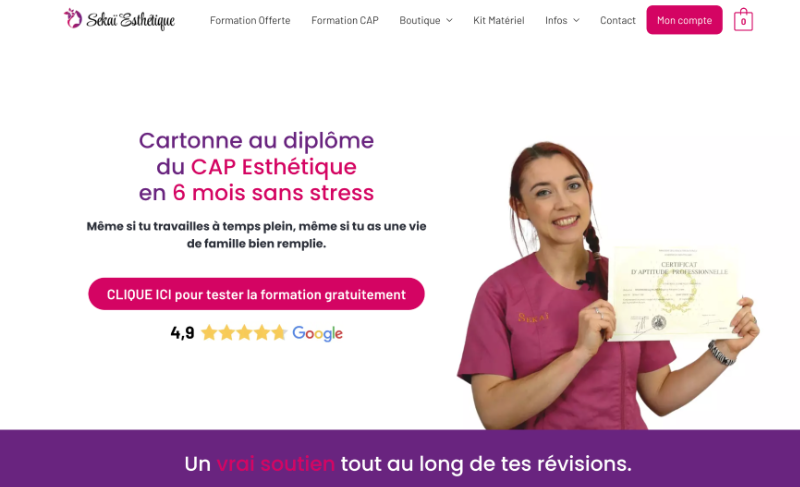 Sekaï Esthétique
Formation Offerte
Formation CAP
Boutique
Kit Matériel
Infos
Contact
Mon compte
0
Cartonne au diplôme
du CAP Esthétique
en 6 mois sans stress
Même si tu travailles à temps plein, même si tu as une vie
de famille bien remplie.
CLIQUE ICI pour tester la formation gratuitement
4,9
Google
CERTIFICAT
D'APTITUDE PROFESSIONNELLE
Un vrai soutien tout au long de tes révisions.